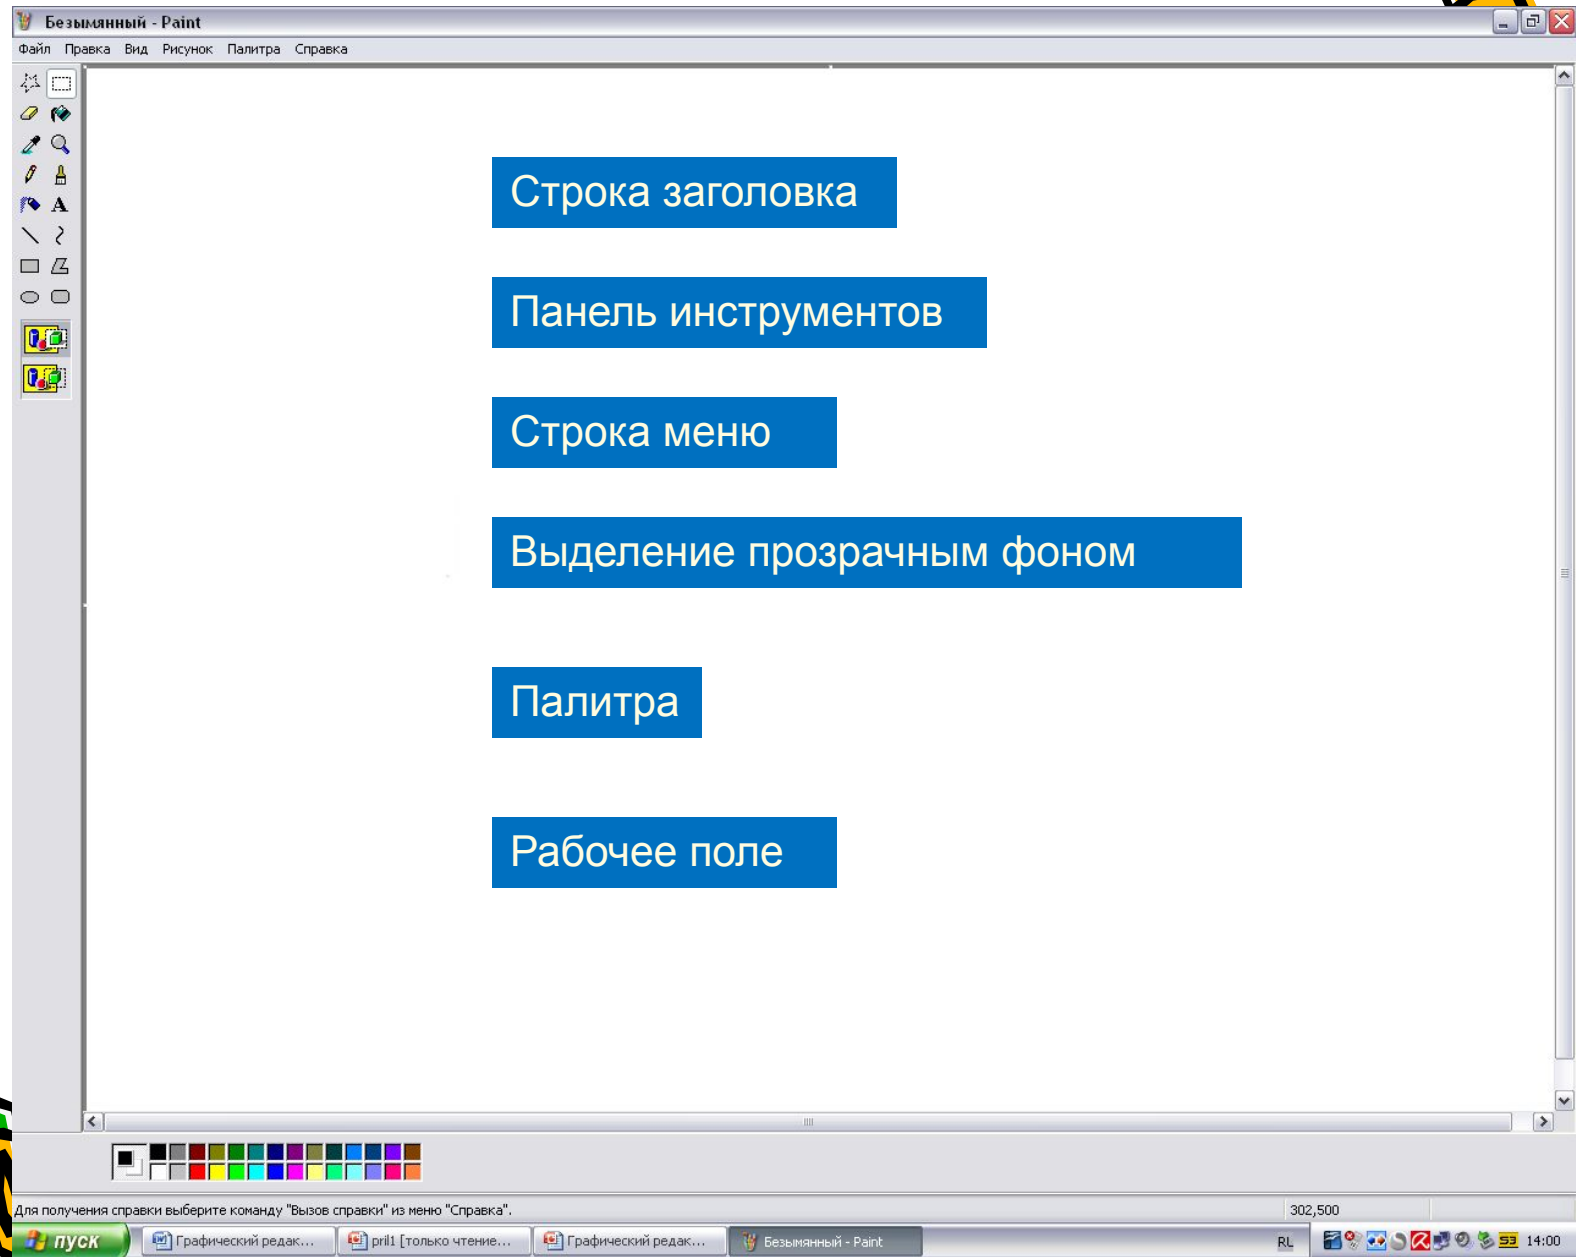 Безымянный - Paint
Файл Правка Вид Рисунок Палитра Справка
A
Строка заголовка
Панель инструментов
Строка меню
Выделение прозрачным фоном
Палитра
Рабочее поле
Для получения справки выберите команду "Вызов справки" из меню "Справка".
302,500
пуск
Графический редак...
pril1 [только чтение...
Графический редак...
Безымянный - Paint
RL
53
14:00